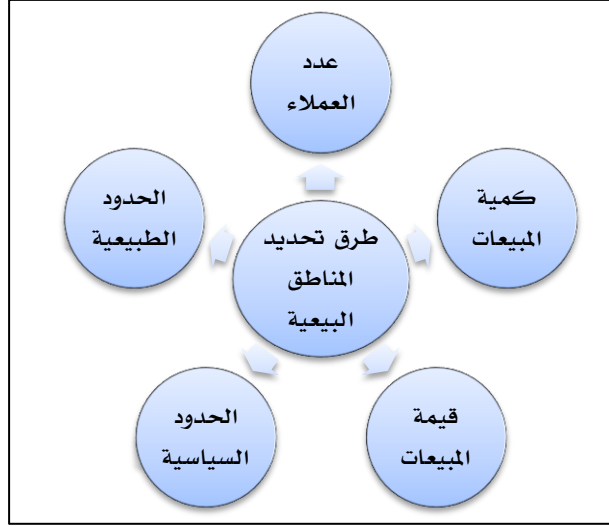 عدد
العملاء
كمية
المبيعات
الحدود
الطبيعية
طرق تحديد
المناطق
البيعية
قيمة
المبيعات
الحدود
السياسية